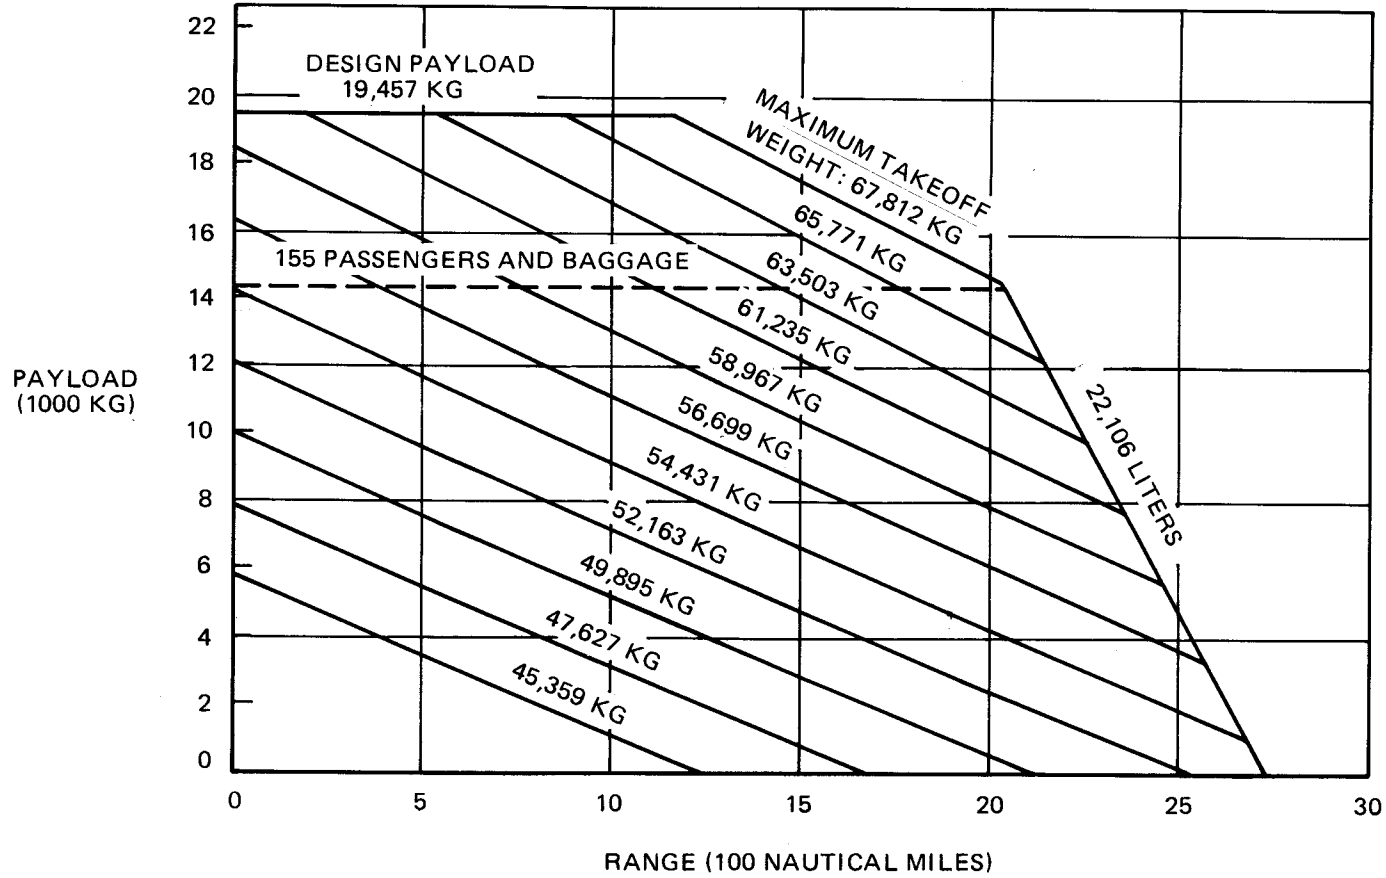 22
DESIGN PAYLOAD
19,457 KG
20
MAXIMUM TAKEOFF
WEIGHT: 67,812 KG
18
65,771 KG
16
155 PASSENGERS AND BAGGAGE
63,503 KG
14
61,235 KG
12
58,967 KG
PAYLOAD
(1000 KG)
56,699 KG
22,106 LITERS
10
54,431 KG
8
52,163 KG
6
49,895 KG
4
47,627 KG
2
45,359 KG
0
0 5 10 15 20 25 30
RANGE (100 NAUTICAL MILES)